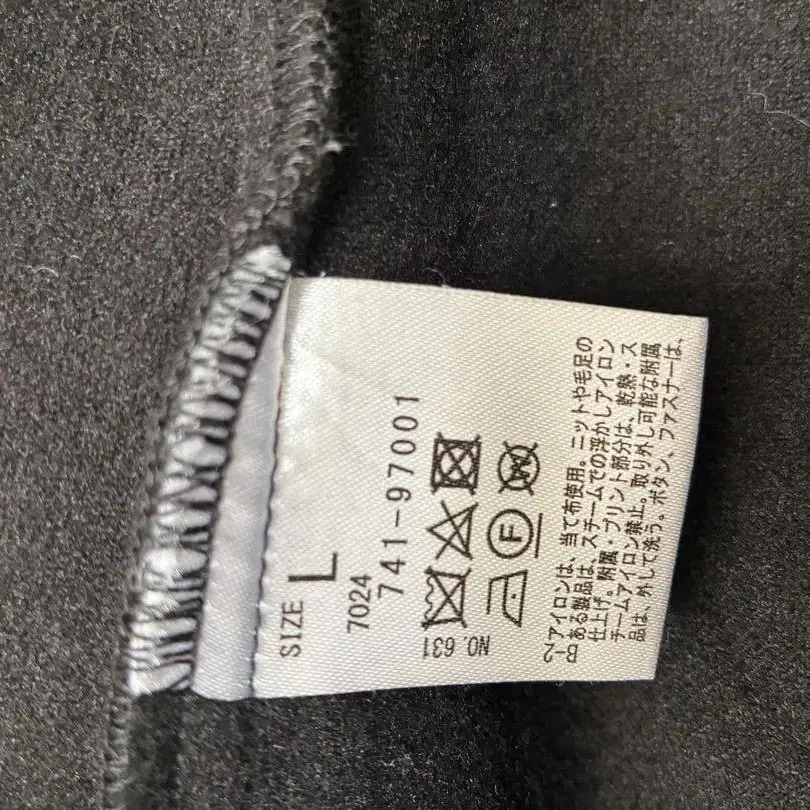 SIZE
L
7024
741-97001
NO. 631
F
W
2-B
アイロンは、当て布使用。ニットや毛足の
ある製品は、スチームでの浮かしアイロン
仕上げ。附属・プリント部分は、乾熱・ス
チームアイロン禁止。取り外し可能な附属
品は、外して洗う。ボタン、ファスナーは、